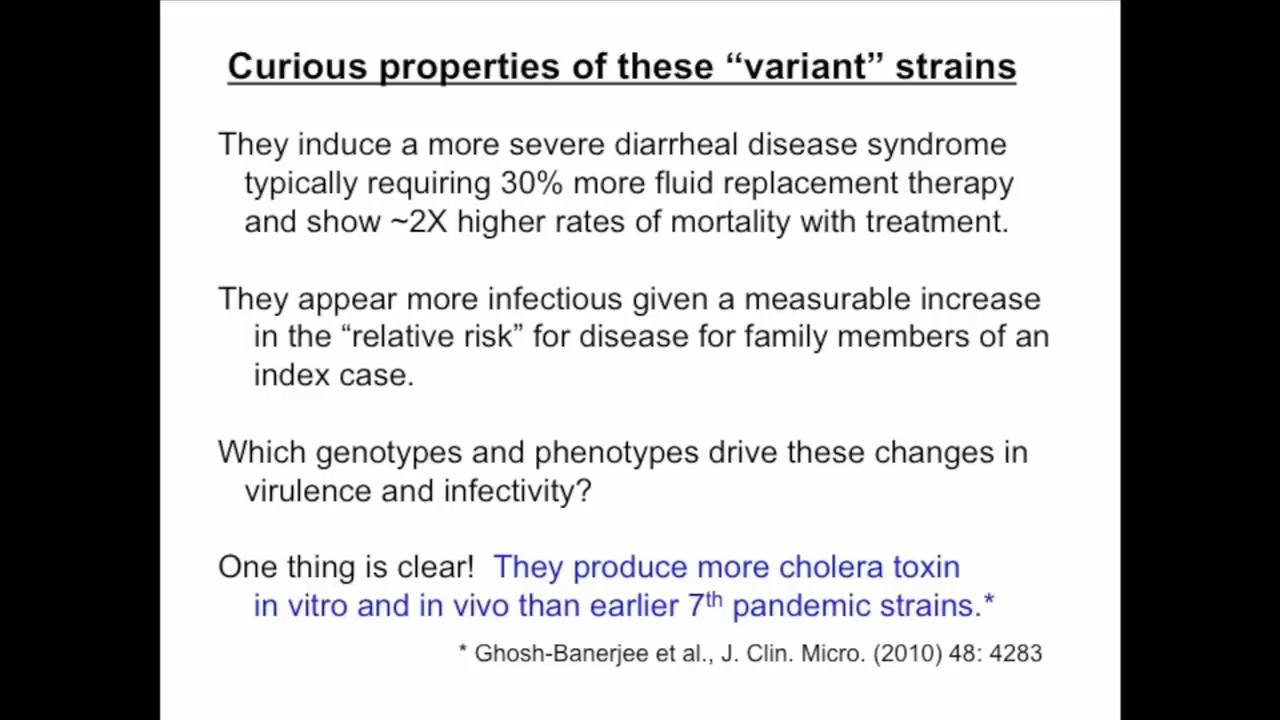 Curious properties of these “variant” strains
They induce a more severe diarrheal disease syndrome
typically requiring 30% more fluid replacement therapy
and show ~2X higher rates of mortality with treatment.
They appear more infectious given a measurable increase
in the “relative risk” for disease for family members of an
index case.
Which genotypes and phenotypes drive these changes in
virulence and infectivity?
One thing is clear! They produce more cholera toxin
in vitro and in vivo than earlier 7th pandemic strains.*
* Ghosh-Banerjee et al., J. Clin. Micro. (2010) 48: 4283